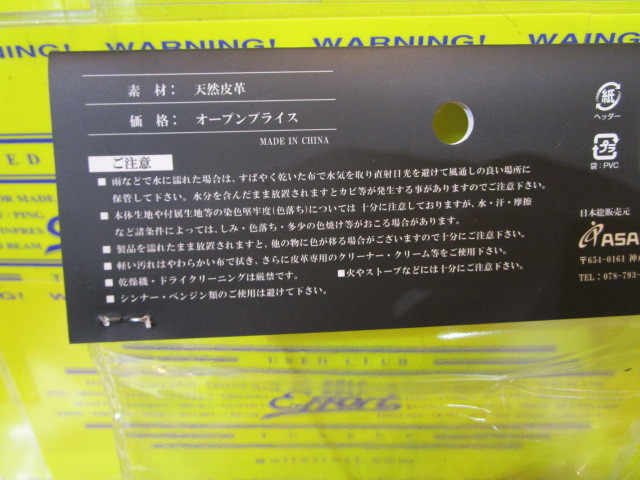 WARNING!
WARNING!
WAINING!
WAINI
素　材： 天然皮革
価　格： オープンプライス
MADE IN CHINA
紙
ヘッダー
プラ
袋：PVC
ご注意
■ 雨などで水に濡れた場合は、すばやく乾いた布で水気を取り直射日光を避けて風通しの良い場所に
保管して下さい。水分を含んだまま放置されますとカビ等が発生する事がありますのでご注意下さい。
■ 本体生地や付属生地等の染色堅牢度(色落ち)については十分に注意しておりますが、水・汗・摩擦
など諸条件によっては、しみ・色落ち・多少の色焼け等がおこる場合があります。
■ 製品を濡れたまま放置されますと、他の物に色が移る場合がございますので十分にご注意下さい。
■ 軽い汚れはやわらかい布で拭き、さらに皮革専用のクリーナー・クリーム等をご使用下さい。
■ 乾燥機・ドライクリーニングは厳禁です。 ■火やストーブなどには十分にご注意下さい。
■ シンナー・ベンジン類のご使用は避けて下さい。
日本総販売元
ASA
〒654-0161 神
TEL: 078-793-
USED
OR MADE
/ PING
INPRES
BEAM
ING!
WARNI
USED CLUB
Effort
golfeffort.com